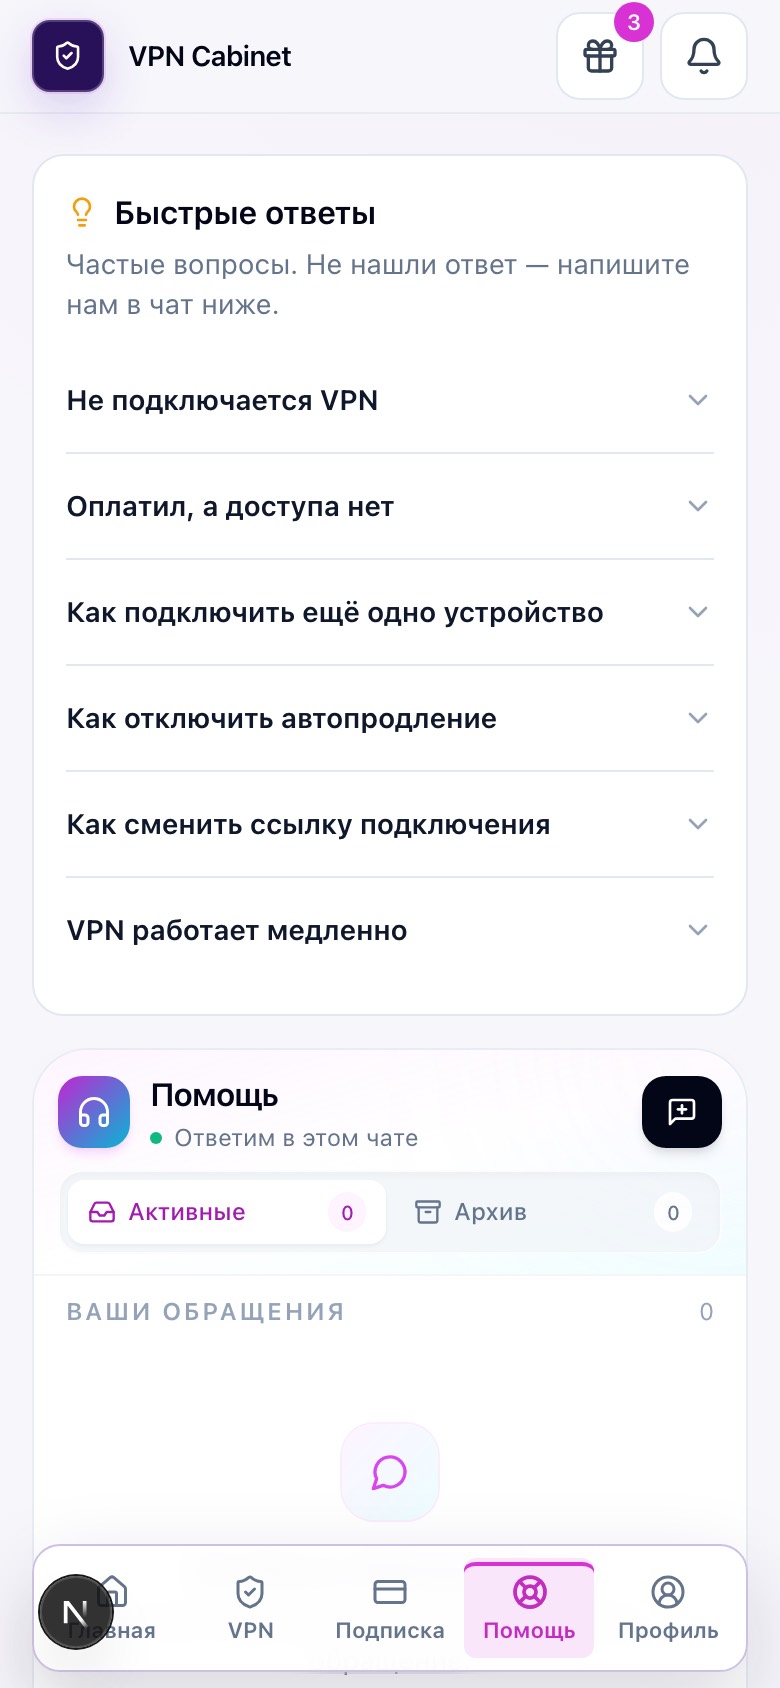 VPN Cabinet
3
Быстрые ответы
Частые вопросы. Не нашли ответ — напишите
нам в чат ниже.
Не подключается VPN
Оплатил, а доступа нет
Как подключить ещё одно устройство
Как отключить автопродление
Как сменить ссылку подключения
VPN работает медленно
Помощь
Ответим в этом чате
Активные 0 Архив 0
ВАШИ ОБРАЩЕНИЯ 0
N
Главная VPN Подписка Помощь Профиль